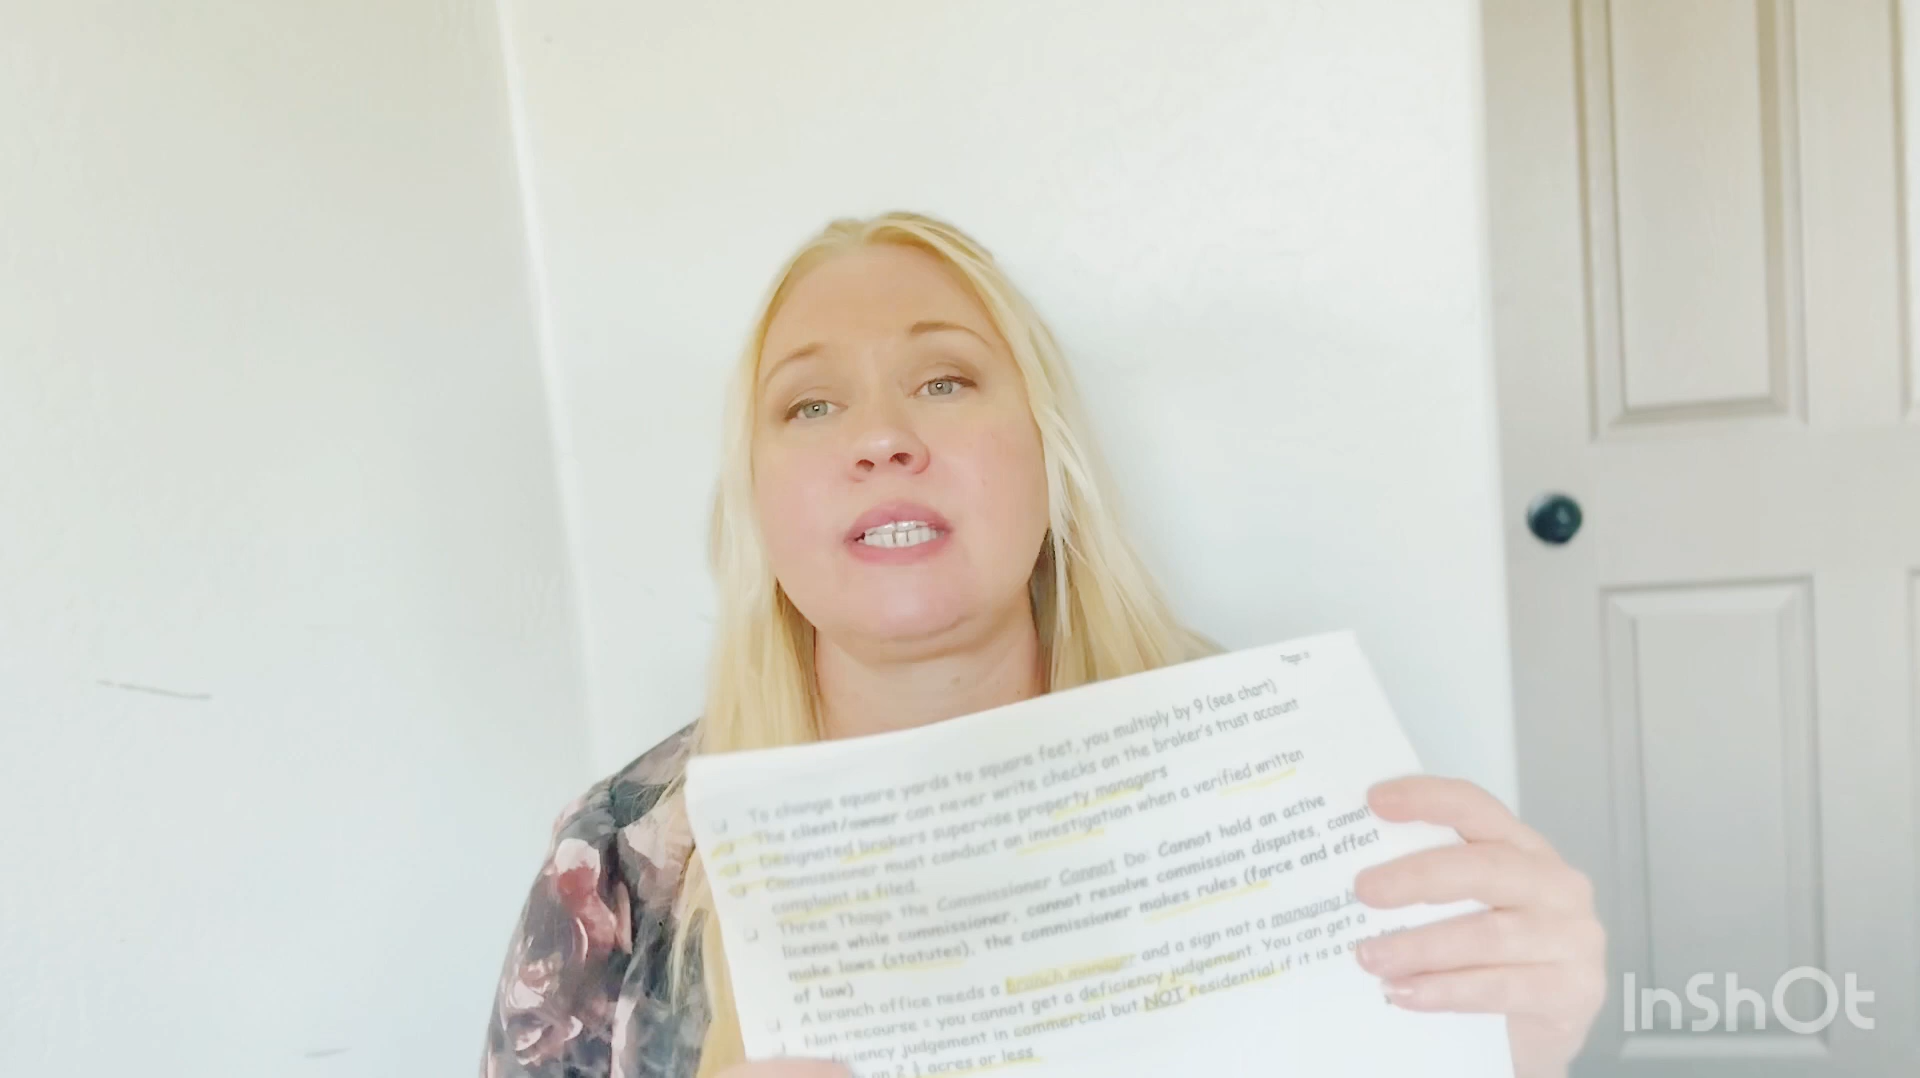 Page
To change square yards to square feet, you multiply by 9 (see chart)
The client/owner can never write checks on the broker's trust account
Designated brokers supervise property managers
Commissioner must conduct an investigation when a verified written
complaint is filed.
Three Things the Commissioner Cannot Do: Cannot hold an active
license while commissioner, cannot resolve commission disputes, cannot
make laws (statutes), the commissioner makes rules (force and effect
of law)
A branch office needs a branch manager and a sign not a managing
Non-recourse = you cannot get a deficiency judgement. You can get a
deficiency judgement in commercial but NOT residential if it is a
on 2 ½ acres or less
InShOt